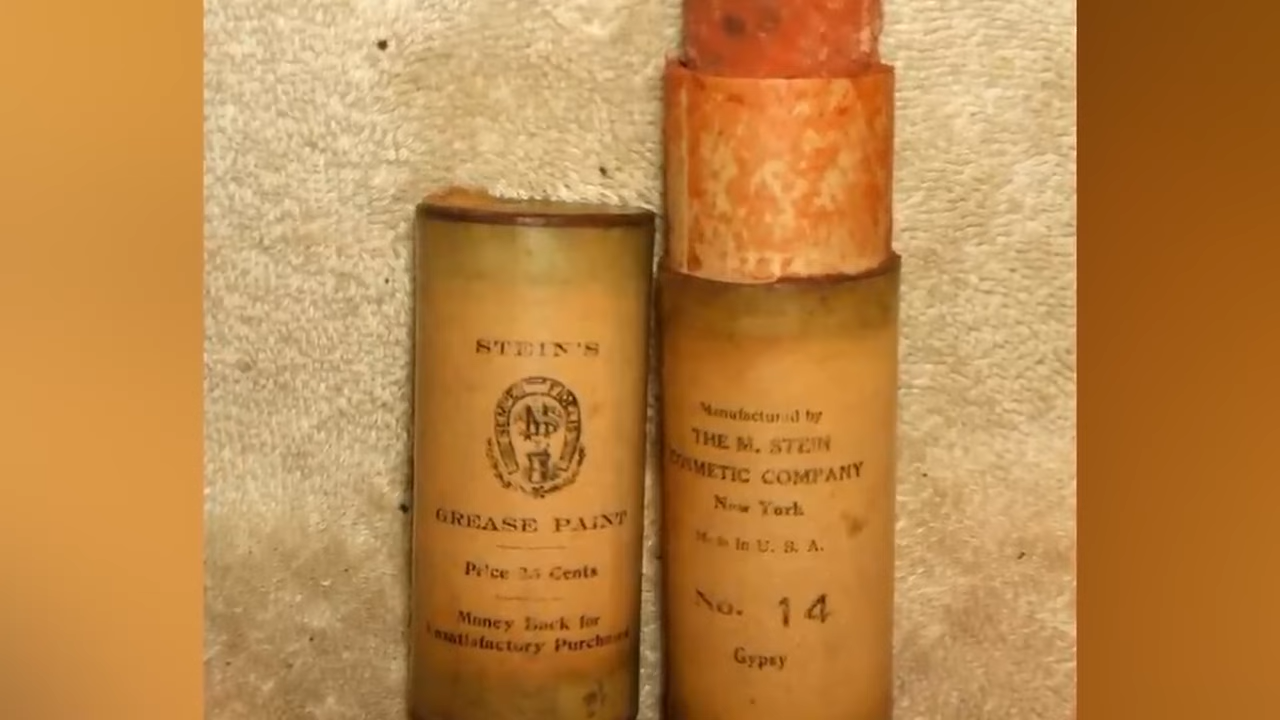 STEIN'S
GREASE PAINT
Price 25 Cents
Money Back for
Unsatisfactory Purchase
Manufactured by
THE M. STEIN
COSMETIC COMPANY
New York
Made in U. S. A.
No. 14
Gypsy